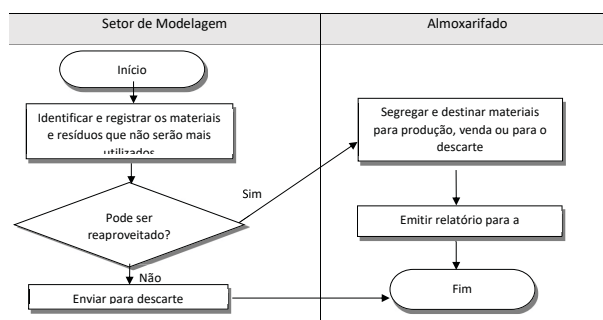 Setor de Modelagem
Almoxarifado
Início
Identificar e registrar os materiais
e resíduos que não serão mais
utilizados
Segregar e destinar materiais
para produção, venda ou para o
descarte
Sim
Pode ser
reaproveitado?
Emitir relatório para a
Não
Enviar para descarte
Fim